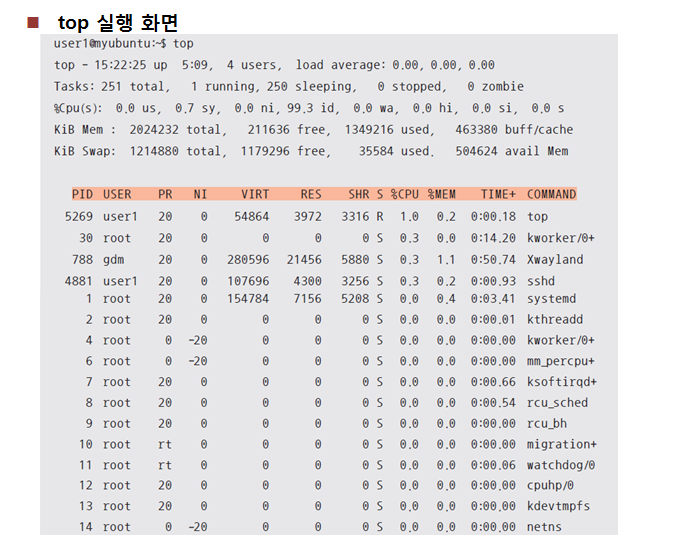 ■ top 실행 화면
user1@myubuntu:~$ top
top - 15:22:25 up 5:09, 4 users, load average: 0.00, 0.00, 0.00
Tasks: 251 total, 1 running, 250 sleeping, 0 stopped, 0 zombie
%Cpu(s): 0.0 us, 0.7 sy, 0.0 ni, 99.3 id, 0.0 wa, 0.0 hi, 0.0 si, 0.0 s
KiB Mem : 2024232 total, 211636 free, 1349216 used, 463380 buff/cache
KiB Swap: 1214880 total, 1179296 free, 35584 used. 504624 avail Mem
PID USER PR NI VIRT RES SHR S %CPU %MEM TIME+ COMMAND
5269 user1 20 0 54864 3972 3316 R 1.0 0.2 0:00.18 top
30 root 20 0 0 0 0 S 0.3 0.0 0:14.20 kworker/0+
788 gdm 20 0 280596 21456 5880 S 0.3 1.1 0:50.74 Xwayland
4881 user1 20 0 107696 4300 3256 S 0.3 0.2 0:00.93 sshd
1 root 20 0 154784 7156 5208 S 0.0 0.4 0:03.41 systemd
2 root 20 0 0 0 0 S 0.0 0.0 0:00.01 kthreadd
4 root 0 -20 0 0 0 S 0.0 0.0 0:00.00 kworker/0+
6 root 0 -20 0 0 0 S 0.0 0.0 0:00.00 mm_percpu+
7 root 20 0 0 0 0 S 0.0 0.0 0:00.66 ksoftirqd+
8 root 20 0 0 0 0 S 0.0 0.0 0:00.54 rcu_sched
9 root 20 0 0 0 0 S 0.0 0.0 0:00.00 rcu_bh
10 root rt 0 0 0 0 S 0.0 0.0 0:00.00 migration+
11 root rt 0 0 0 0 S 0.0 0.0 0:00.06 watchdog/0
12 root 20 0 0 0 0 S 0.0 0.0 0:00.00 cpuhp/0
13 root 20 0 0 0 0 S 0.0 0.0 0:00.00 kdevtmpfs
14 root 0 -20 0 0 0 S 0.0 0.0 0:00.00 netns